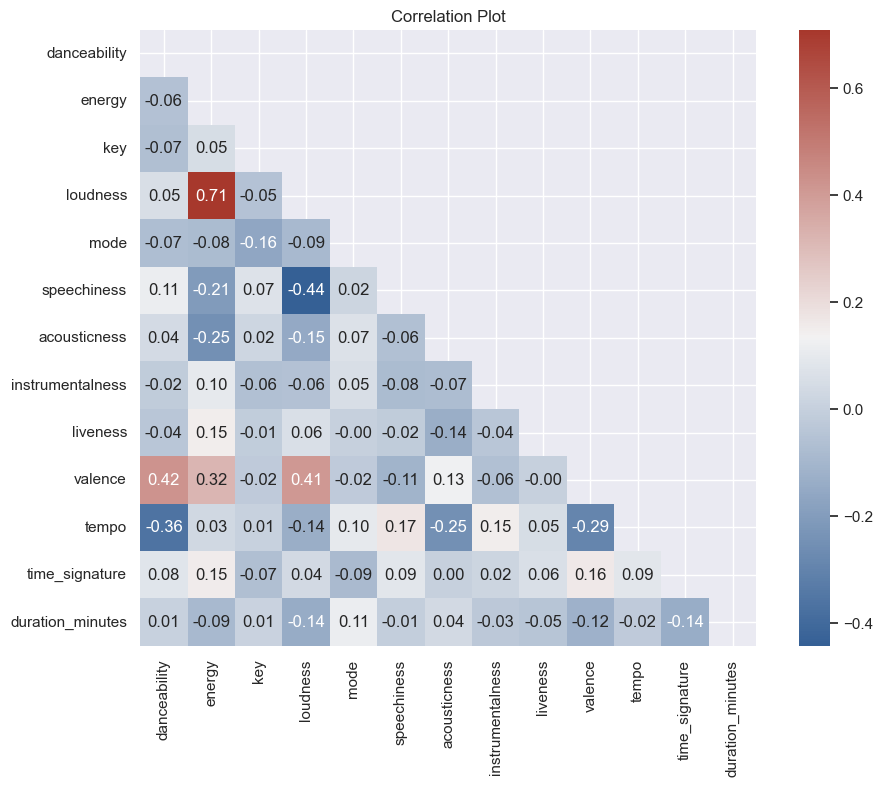 Correlation Plot
danceability
energy -0.06
key -0.07 0.05
loudness 0.05 0.71 -0.05
mode -0.07 -0.08 -0.16 -0.09
speechiness 0.11 -0.21 0.07 -0.44 0.02
acousticness 0.04 -0.25 0.02 -0.15 0.07 -0.06
instrumentalness -0.02 0.10 -0.06 -0.06 0.05 -0.08 -0.07
liveness -0.04 0.15 -0.01 0.06 -0.00 -0.02 -0.14 -0.04
valence 0.42 0.32 -0.02 0.41 -0.02 -0.11 0.13 -0.06 -0.00
tempo -0.36 0.03 0.01 -0.14 0.10 0.17 -0.25 0.15 0.05 -0.29
time_signature 0.08 0.15 -0.07 0.04 -0.09 0.09 0.00 0.02 0.06 0.16 0.09
duration_minutes 0.01 -0.09 0.01 -0.14 0.11 -0.01 0.04 -0.03 -0.05 -0.12 -0.02 -0.14
danceability
energy
key
loudness
mode
speechiness
acousticness
instrumentalness
liveness
valence
tempo
time_signature
duration_minutes
0.6
0.4
0.2
0.0
−0.2
−0.4